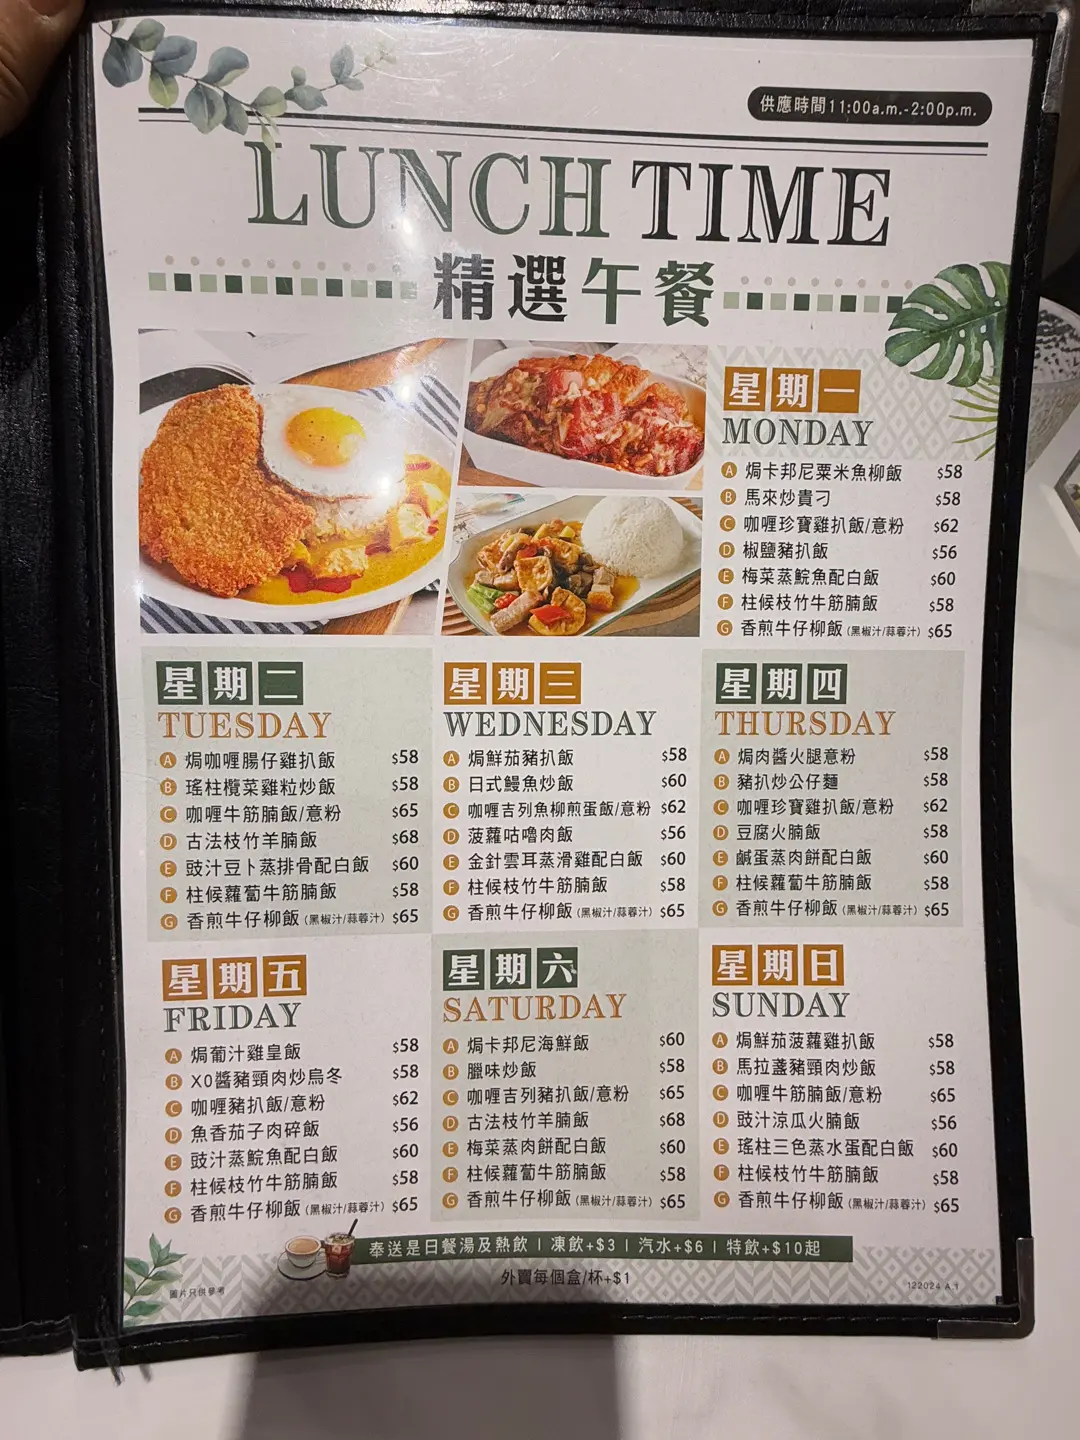 供應時間11:00a.m.-2:00p.m.
LUNCH TIME
精選午餐
星期一
MONDAY
A 焗卡邦尼粟米魚柳飯 $58
B 馬來炒貴刁 $58
C 咖喱珍寶雞扒飯/意粉 $62
D 椒鹽豬扒飯 $56
E 梅菜蒸鯇魚配白飯 $60
F 柱候枝竹牛筋腩飯 $58
G 香煎牛仔柳飯(黑椒汁/蒜蓉汁) $65
星期二
TUESDAY
A 焗咖喱腸仔雞扒飯 $58
B 瑤柱欖菜雞粒炒飯 $58
C 咖喱牛筋腩飯/意粉 $65
D 古法枝竹羊腩飯 $68
E 豉汁豆卜蒸排骨配白飯 $60
F 柱候蘿蔔牛筋腩飯 $58
G 香煎牛仔柳飯(黑椒汁/蒜蓉汁) $65
星期三
WEDNESDAY
A 焗鮮茄豬扒飯 $58
B 日式鰻魚炒飯 $60
C 咖喱吉列魚柳煎蛋飯/意粉 $62
D 菠蘿咕嚕肉飯 $56
E 金針雲耳蒸滑雞配白飯 $60
F 柱候枝竹牛筋腩飯 $58
G 香煎牛仔柳飯(黑椒汁/蒜蓉汁) $65
星期四
THURSDAY
A 焗肉醬火腿意粉 $58
B 豬扒炒公仔麵 $58
C 咖喱珍寶雞扒飯/意粉 $62
D 豆腐火腩飯 $58
E 鹹蛋蒸肉餅配白飯 $60
F 柱候蘿蔔牛筋腩飯 $58
G 香煎牛仔柳飯(黑椒汁/蒜蓉汁) $65
星期五
FRIDAY
A 焗葡汁雞皇飯 $58
B XO醬豬頸肉炒烏冬 $58
C 咖喱豬扒飯/意粉 $62
D 魚香茄子肉碎飯 $56
E 豉汁蒸鯇魚配白飯 $60
F 柱候枝竹牛筋腩飯 $58
G 香煎牛仔柳飯(黑椒汁/蒜蓉汁) $65
星期六
SATURDAY
A 焗卡邦尼海鮮飯 $60
B 臘味炒飯 $58
C 咖喱吉列豬扒飯/意粉 $65
D 古法枝竹羊腩飯 $68
E 梅菜蒸肉餅配白飯 $60
F 柱候蘿蔔牛筋腩飯 $58
G 香煎牛仔柳飯(黑椒汁/蒜蓉汁) $65
星期日
SUNDAY
A 焗鮮茄菠蘿雞扒飯 $58
B 馬拉盞豬頸肉炒飯 $58
C 咖喱牛筋腩飯/意粉 $65
D 豉汁涼瓜火腩飯 $56
E 瑤柱三色蒸水蛋配白飯 $60
F 柱候枝竹牛筋腩飯 $58
G 香煎牛仔柳飯(黑椒汁/蒜蓉汁) $65
奉送是日餐湯及熱飲 | 凍飲+$3 | 汽水+$6 | 特飲+$10起
外賣每個盒/杯+$1
圖片只供參考
122024 A.1